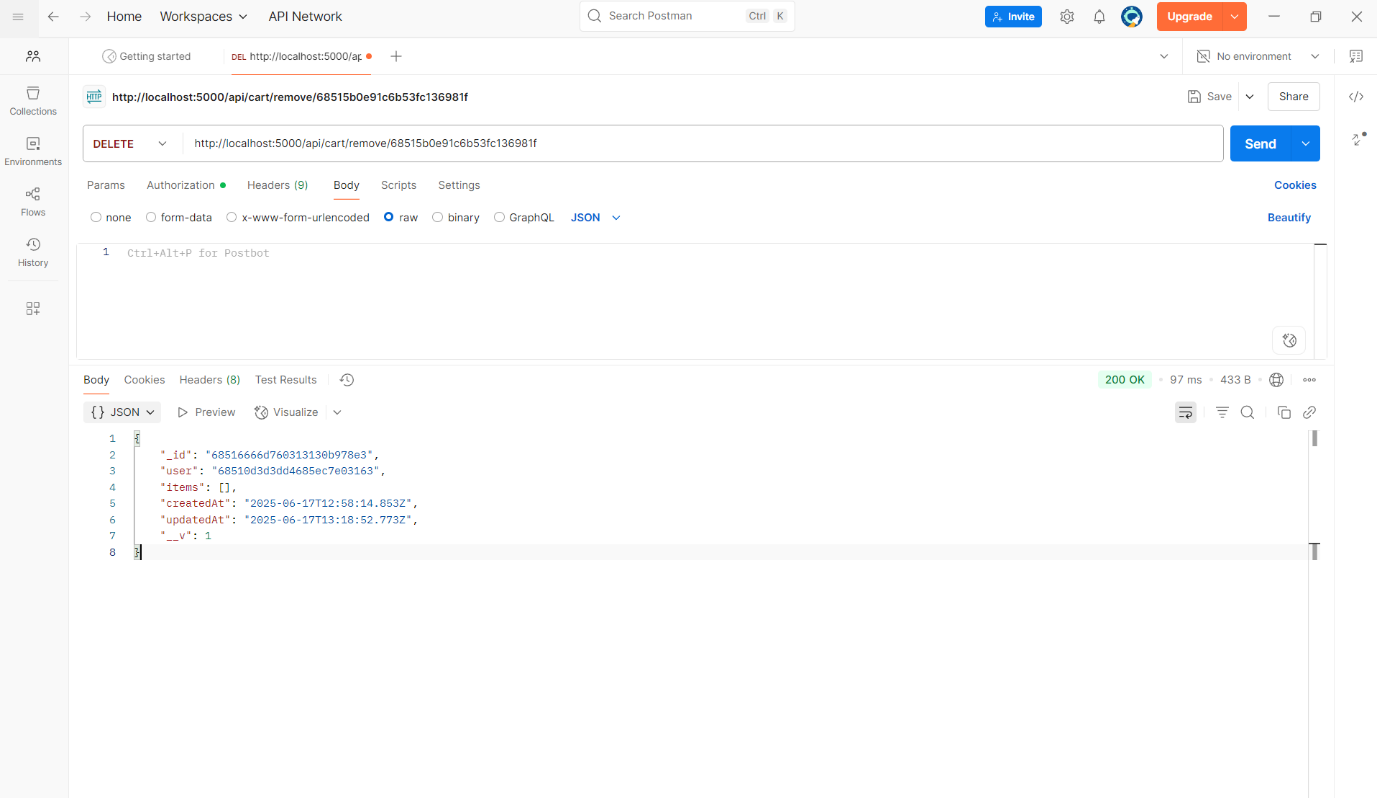 Home Workspaces API Network Search Postman Ctrl K Invite Upgrade
Getting started DEL http://localhost:5000/ap No environment
Collections
Environments
Flows
History
HTTP http://localhost:5000/api/cart/remove/68515b0e91c6b53fc136981f Save Share
DELETE http://localhost:5000/api/cart/remove/68515b0e91c6b53fc136981f Send
Params Authorization Headers (9) Body Scripts Settings Cookies
none form-data x-www-form-urlencoded raw binary GraphQL JSON Beautify
1 Ctrl+Alt+P for Postbot
Body Cookies Headers (8) Test Results 200 OK 97 ms 433 B
{} JSON Preview Visualize
1 {
2 "_id": "68516666d760313130b978e3",
3 "user": "68510d3d3dd4685ec7e03163",
4 "items": [],
5 "createdAt": "2025-06-17T12:58:14.853Z",
6 "updatedAt": "2025-06-17T13:18:52.773Z",
7 "__v": 1
8 }